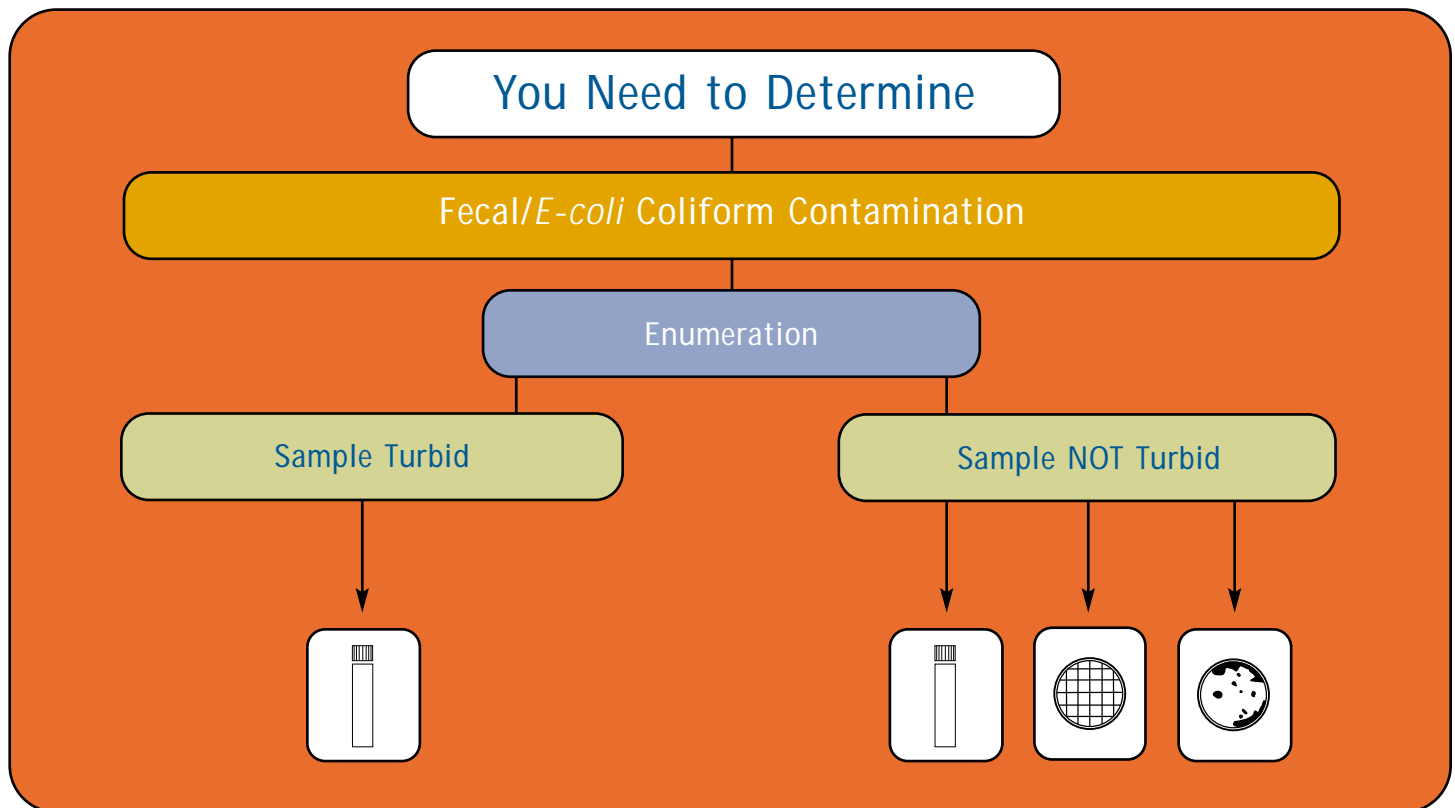 You Need to Determine
Fecal/E-coli Coliform Contamination
Enumeration
Sample Turbid
Sample NOT Turbid